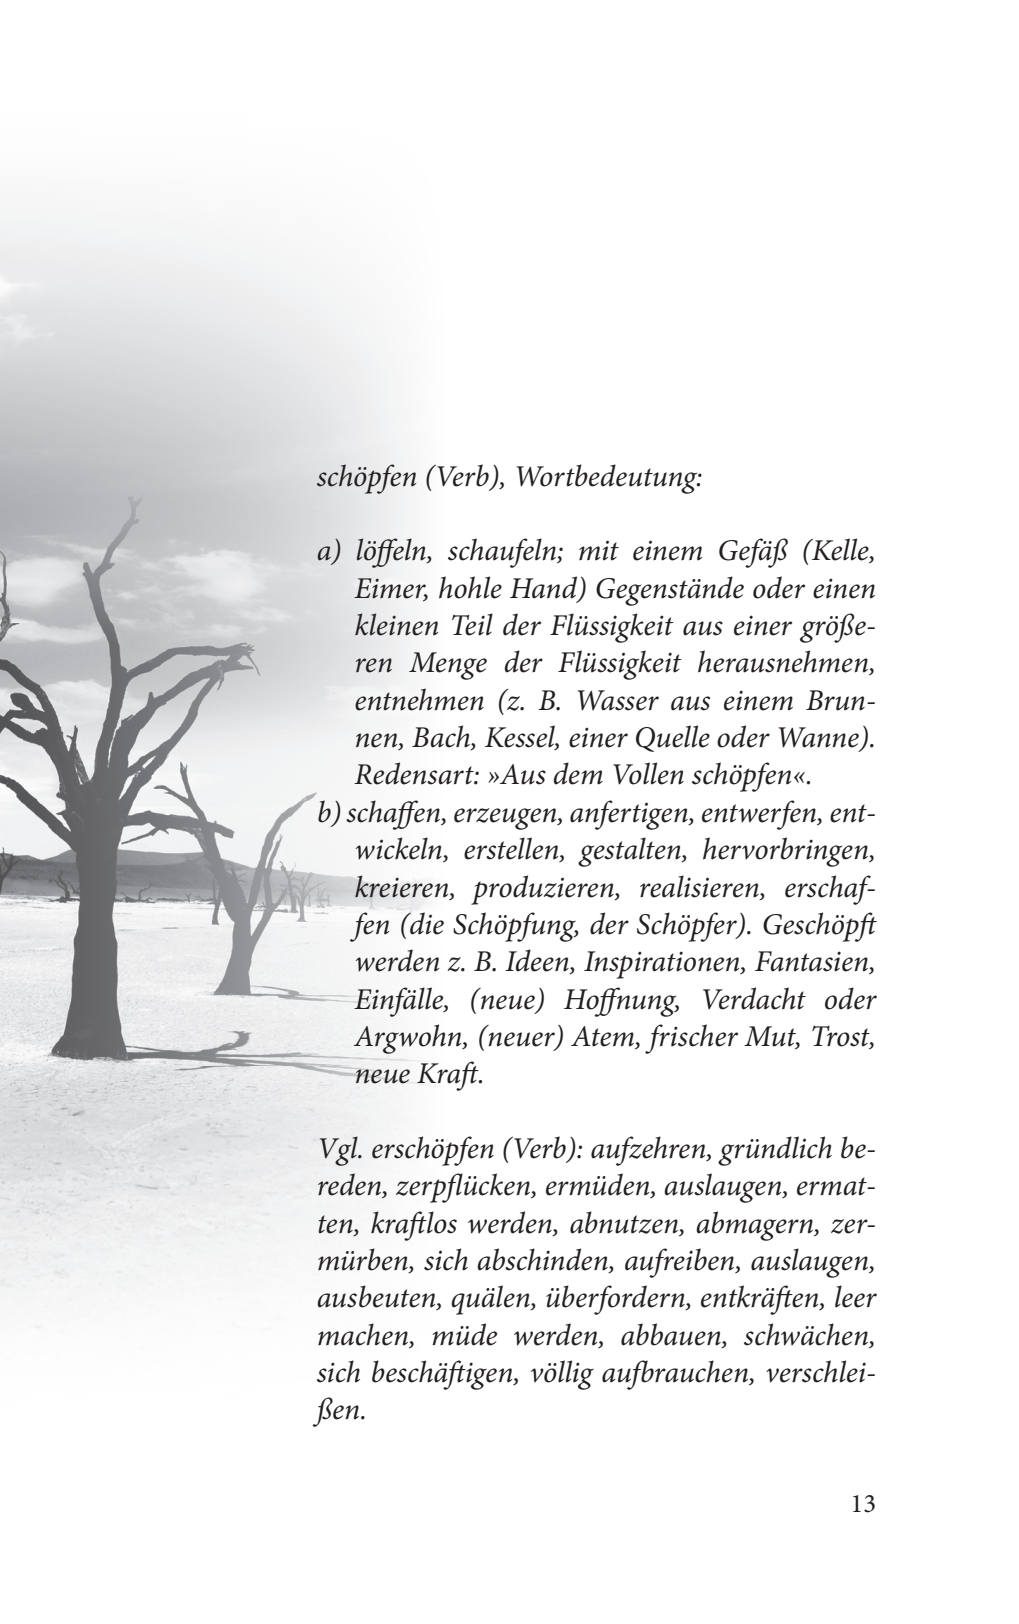 schöpfen (Verb), Wortbedeutung:
a) löffeln, schaufeln; mit einem Gefäß (Kelle,
Eimer, hohle Hand) Gegenstände oder einen
kleinen Teil der Flüssigkeit aus einer größe-
ren Menge der Flüssigkeit herausnehmen,
entnehmen (z. B. Wasser aus einem Brun-
nen, Bach, Kessel, einer Quelle oder Wanne).
Redensart: »Aus dem Vollen schöpfen«.
b) schaffen, erzeugen, anfertigen, entwerfen, ent-
wickeln, erstellen, gestalten, hervorbringen,
kreieren, produzieren, realisieren, erschaf-
fen (die Schöpfung, der Schöpfer). Geschöpft
werden z. B. Ideen, Inspirationen, Fantasien,
Einfälle, (neue) Hoffnung, Verdacht oder
Argwohn, (neuer) Atem, frischer Mut, Trost,
neue Kraft.
Vgl. erschöpfen (Verb): aufzehren, gründlich be-
reden, zerpflücken, ermüden, auslaugen, ermat-
ten, kraftlos werden, abnutzen, abmagern, zer-
mürben, sich abschinden, aufreiben, auslaugen,
ausbeuten, quälen, überfordern, entkräften, leer
machen, müde werden, abbauen, schwächen,
sich beschäftigen, völlig aufbrauchen, verschlei-
ßen.
13